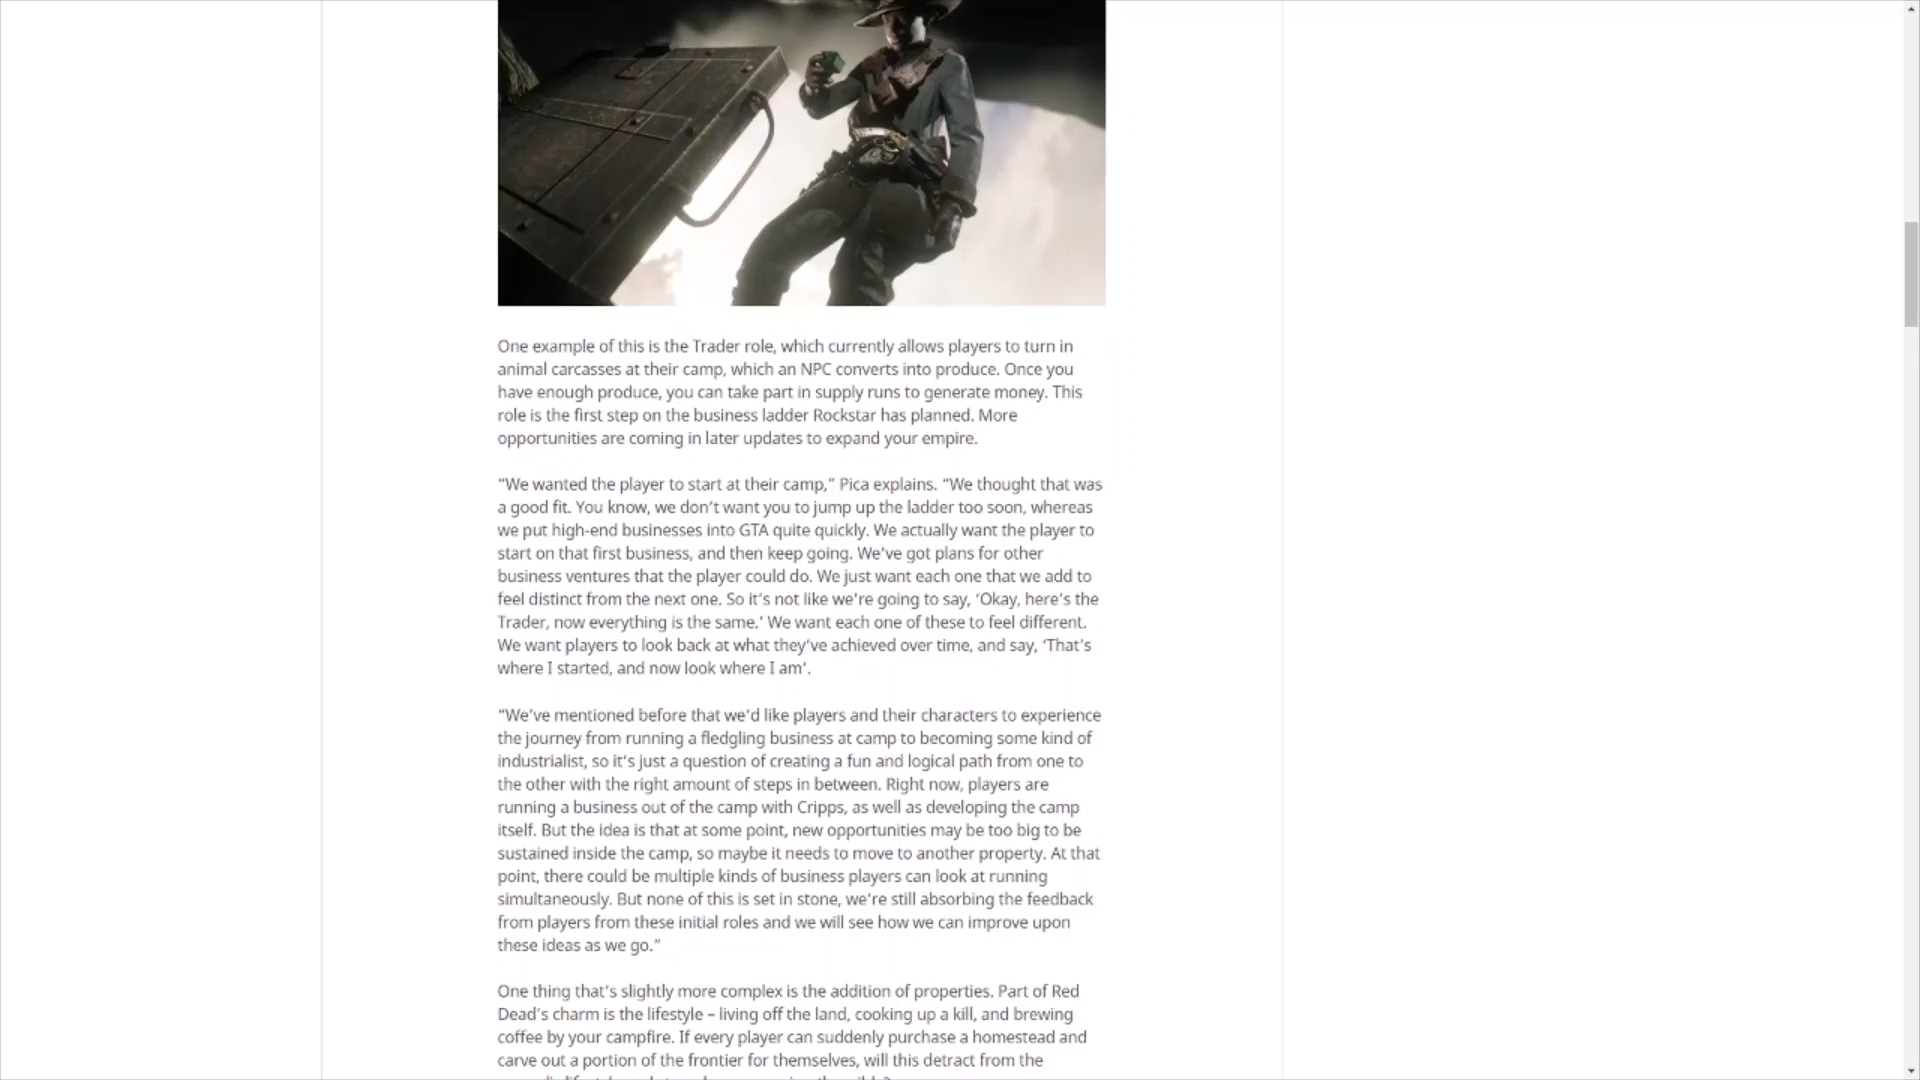 One example of this is the Trader role, which currently allows players to turn in
animal carcasses at their camp, which an NPC converts into produce. Once you
have enough produce, you can take part in supply runs to generate money. This
role is the first step on the business ladder Rockstar has planned. More
opportunities are coming in later updates to expand your empire.
“We wanted the player to start at their camp,” Pica explains. “We thought that was
a good fit. You know, we don’t want you to jump up the ladder too soon, whereas
we put high-end businesses into GTA quite quickly. We actually want the player to
start on that first business, and then keep going. We’ve got plans for other
business ventures that the player could do. We just want each one that we add to
feel distinct from the next one. So it’s not like we’re going to say, ‘Okay, here’s the
Trader, now everything is the same.’ We want each one of these to feel different.
We want players to look back at what they’ve achieved over time, and say, ‘That’s
where I started, and now look where I am’.
“We’ve mentioned before that we’d like players and their characters to experience
the journey from running a fledgling business at camp to becoming some kind of
industrialist, so it’s just a question of creating a fun and logical path from one to
the other with the right amount of steps in between. Right now, players are
running a business out of the camp with Cripps, as well as developing the camp
itself. But the idea is that at some point, new opportunities may be too big to be
sustained inside the camp, so maybe it needs to move to another property. At that
point, there could be multiple kinds of business players can look at running
simultaneously. But none of this is set in stone, we’re still absorbing the feedback
from players from these initial roles and we will see how we can improve upon
these ideas as we go.”
One thing that’s slightly more complex is the addition of properties. Part of Red
Dead’s charm is the lifestyle – living off the land, cooking up a kill, and brewing
coffee by your campfire. If every player can suddenly purchase a homestead and
carve out a portion of the frontier for themselves, will this detract from the